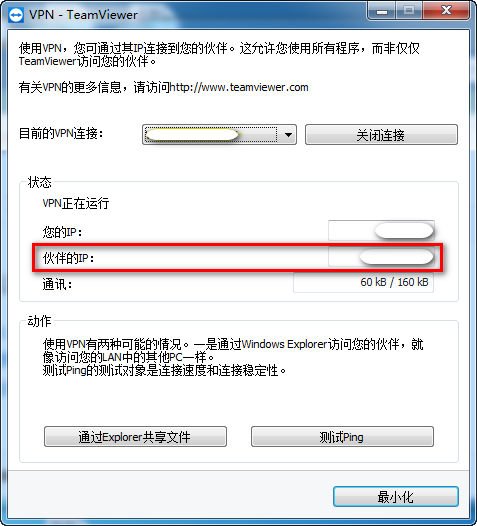 VPN - TeamViewer
使用VPN，您可通过其IP连接到您的伙伴。这允许您使用所有程序，而非仅仅
TeamViewer访问您的伙伴。
有关VPN的更多信息，请访问http://www.teamviewer.com
目前的VPN连接：
关闭连接
状态
VPN正在运行
您的IP：
伙伴的IP：
通讯： 60 kB / 160 kB
动作
使用VPN有两种可能的情况。一是通过Windows Explorer访问您的伙伴，就
像访问您的LAN中的其他PC一样。
测试Ping的测试对象是连接速度和连接稳定性。
通过Explorer共享文件 测试Ping
最小化